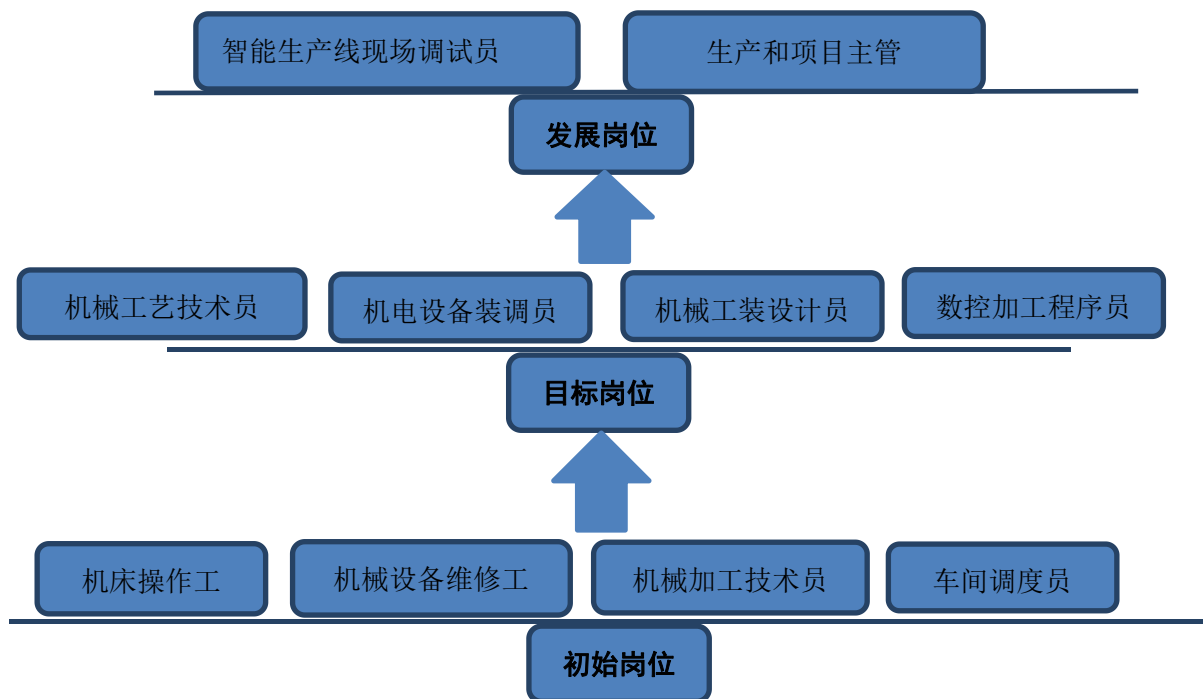 智能生产线现场调试员
生产和项目主管
发展岗位
机械工艺技术员
机电设备装调员
机械工装设计员
数控加工程序员
目标岗位
机床操作工
机械设备维修工
机械加工技术员
车间调度员
初始岗位